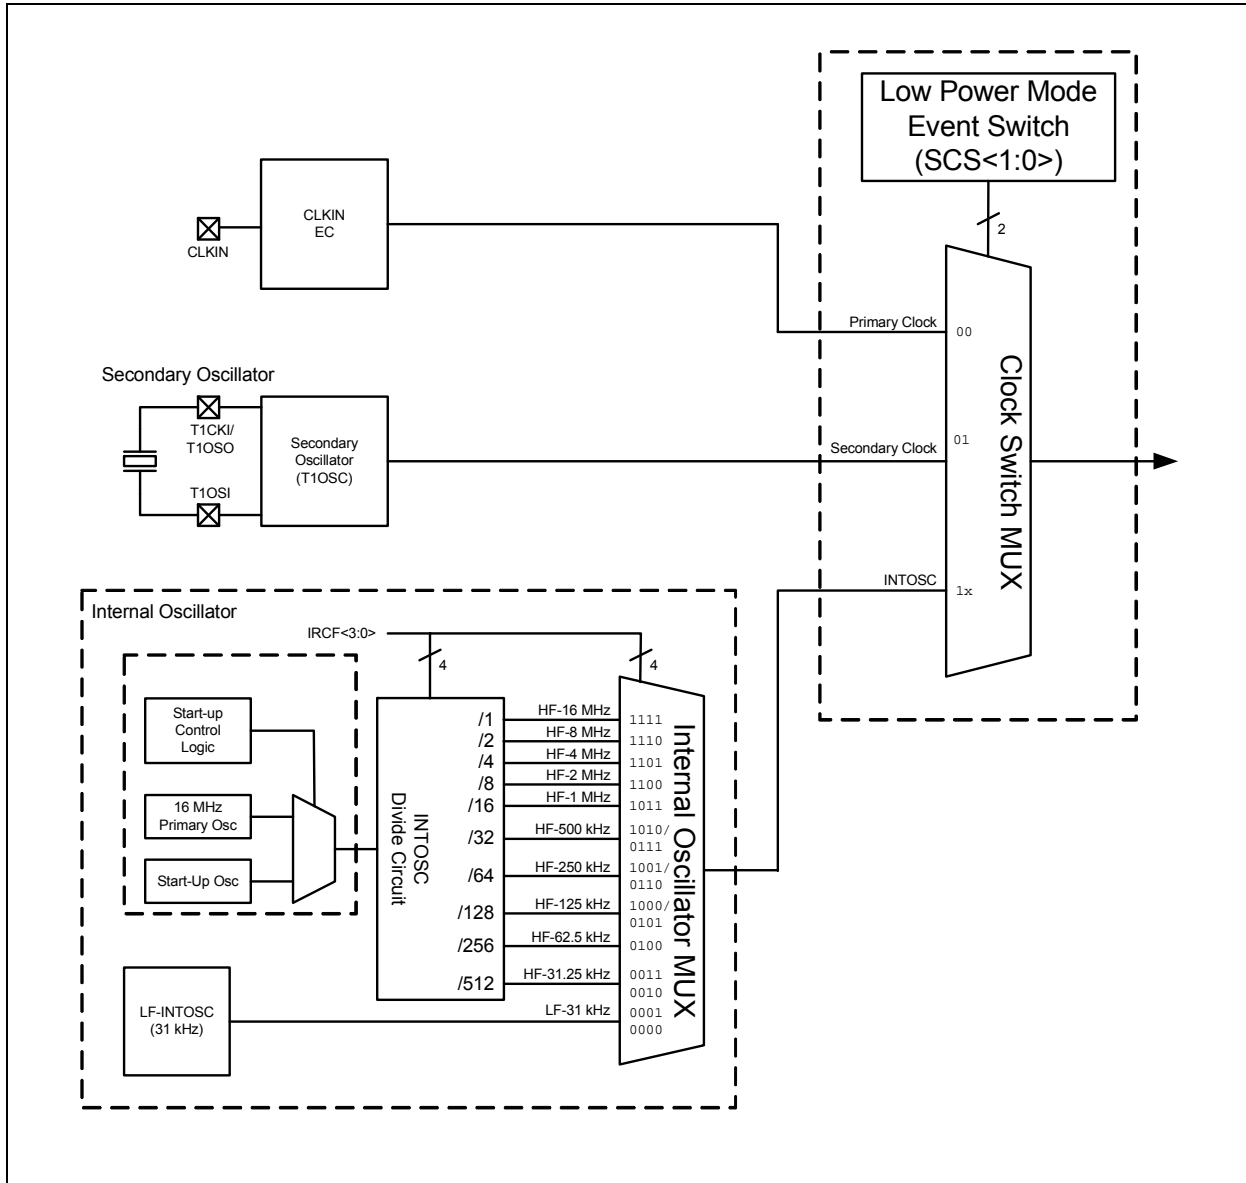 Low Power Mode
Event Switch
(SCS<1:0>)
2
CLKIN
EC
CLKIN
Primary Clock
00
Secondary Oscillator
T1CKI/
T1OSO
T1OSI
Secondary
Oscillator
(T1OSC)
Secondary Clock
01
INTOSC
1x
Clock Switch MUX
Internal Oscillator
IRCF<3:0>
4
4
Start-up
Control
Logic
16 MHz
Primary Osc
Start-Up Osc
INTOSC
Divide Circuit
/1
HF-16 MHz
1111
/2
HF-8 MHz
1110
/4
HF-4 MHz
1101
/8
HF-2 MHz
1100
/16
HF-1 MHz
1011
/32
HF-500 kHz
1010/
0111
/64
HF-250 kHz
1001/
0110
/128
HF-125 kHz
1000/
0101
/256
HF-62.5 kHz
0100
/512
HF-31.25 kHz
0011
0010
LF-31 kHz
0001
0000
Internal Oscillator MUX
LF-INTOSC
(31 kHz)